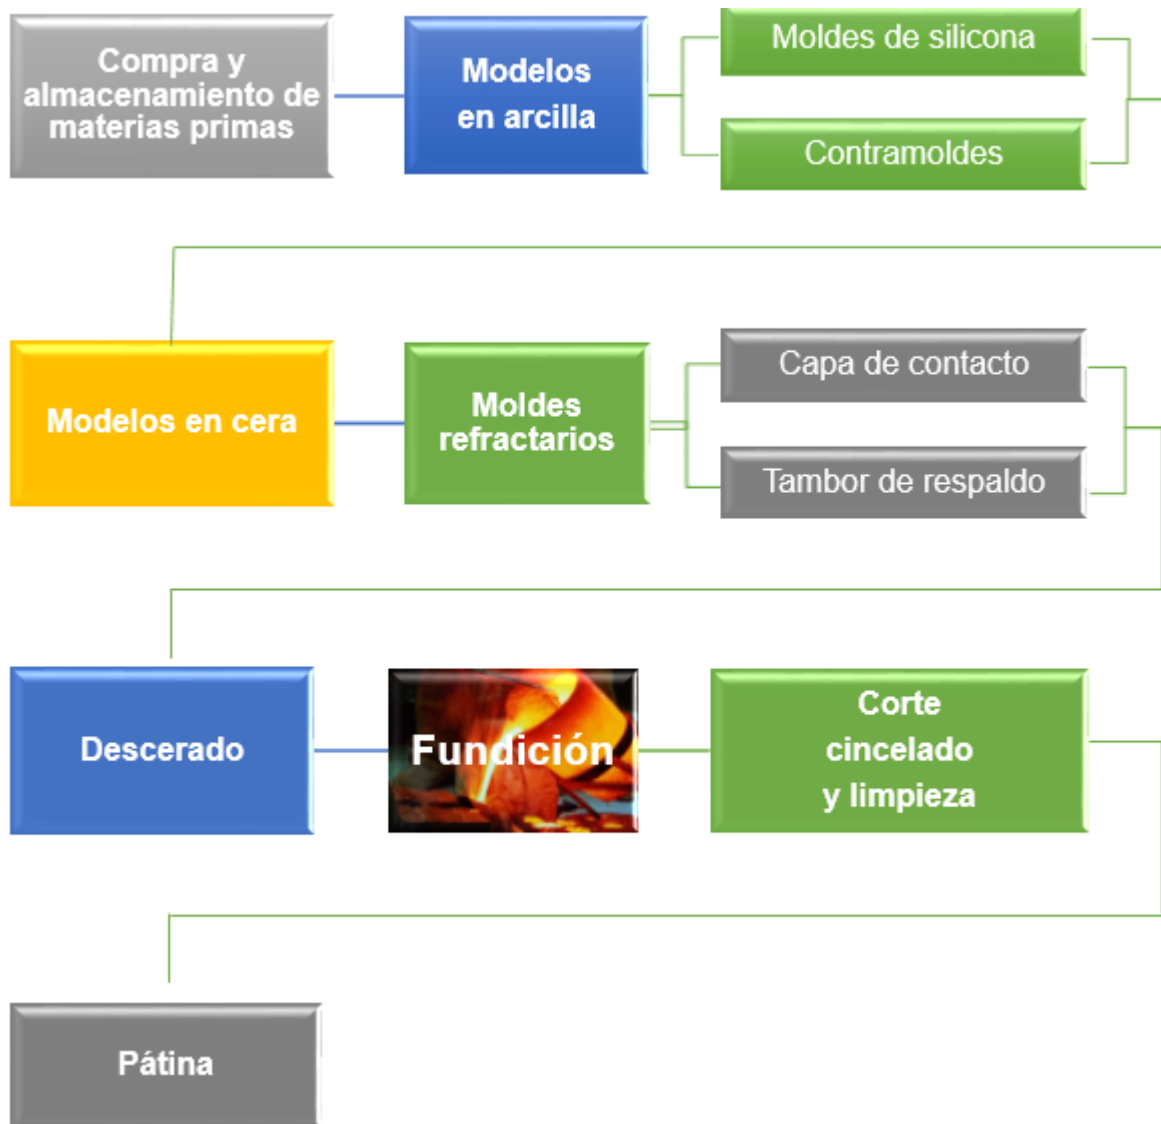 Compra y
almacenamiento de
materias primas
Modelos
en arcilla
Moldes de silicona
Contramoldes
Modelos en cera
Moldes
refractarios
Capa de contacto
Tambor de respaldo
Descerado
Fundición
Corte
cincelado
y limpieza
Pátina